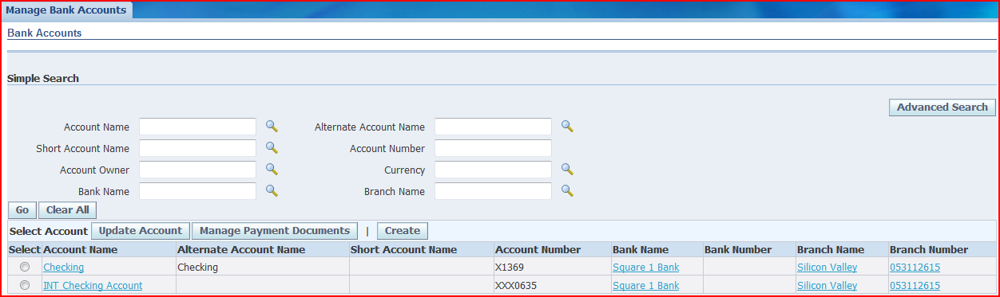 Manage Bank Accounts
Bank Accounts
Simple Search
Advanced Search
Account Name Alternate Account Name
Short Account Name Account Number
Account Owner Currency
Bank Name Branch Name
Go Clear All
Select Account Update Account Manage Payment Documents | Create
Select Account Name Alternate Account Name Short Account Name Account Number Bank Name Bank Number Branch Name Branch Number
Checking Checking X1369 Square 1 Bank Silicon Valley 053112615
INT Checking Account XXX0635 Square 1 Bank Silicon Valley 053112615